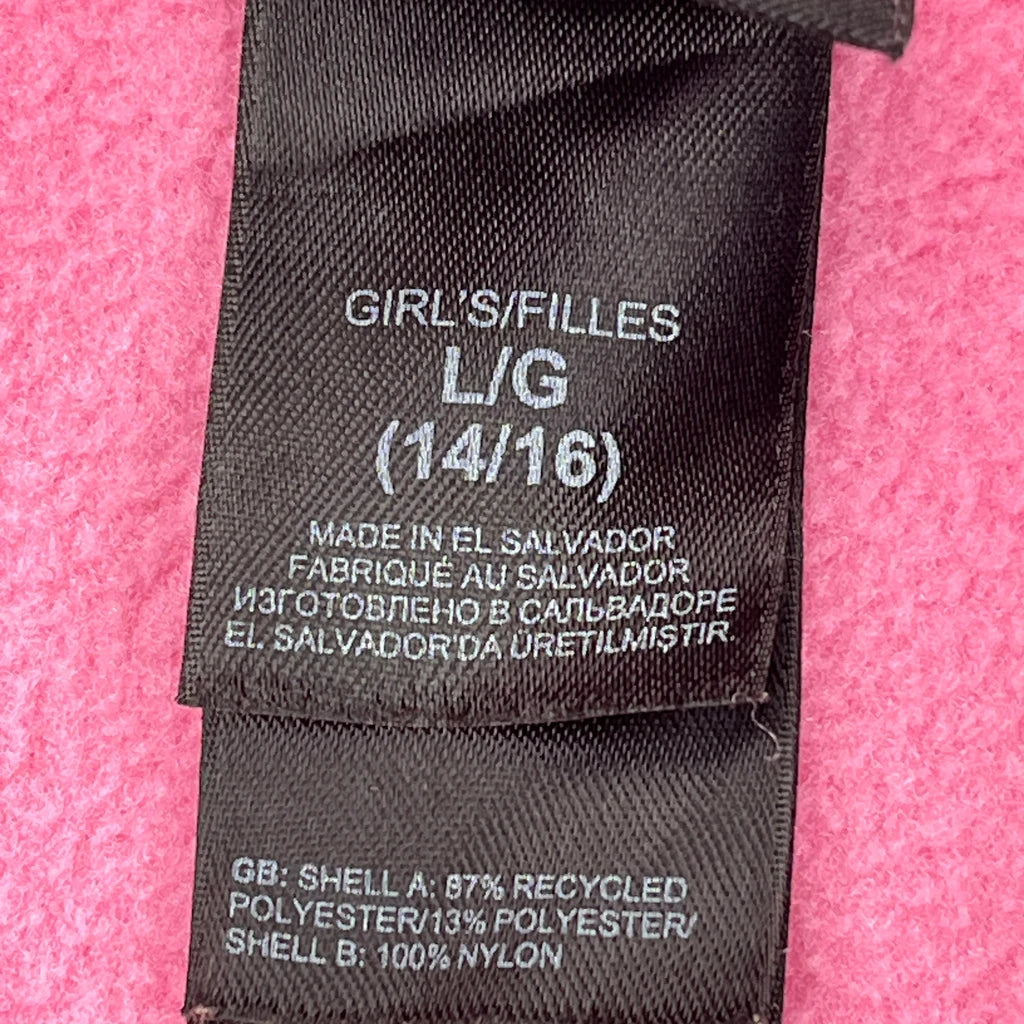 GIRL'S/FILLES
L/G
(14/16)
MADE IN EL SALVADOR
FABRIQUÉ AU SALVADOR
ИЗГОТОВЛЕНО В САЛЬВАДОРЕ
EL SALVADOR'DA ÜRETILMIŞTIR.
GB: SHELL A: 87% RECYCLED
POLYESTER/13% POLYESTER/
SHELL B: 100% NYLON